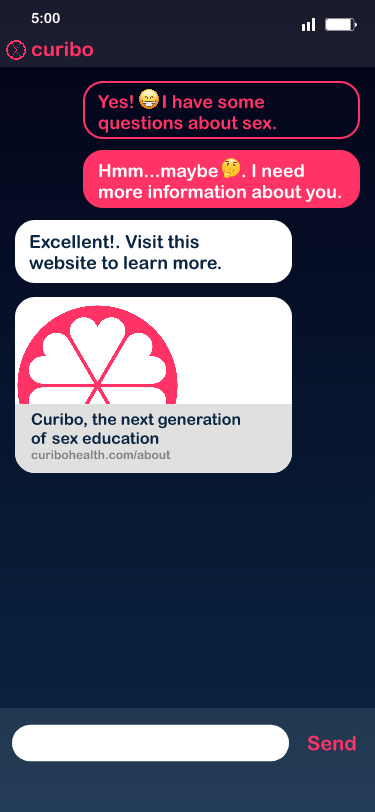 5:00
curibo
Yes! 😁I have some
questions about sex.
Hmm...maybe🤔. I need
more information about you.
Excellent!. Visit this
website to learn more.
Curibo, the next generation
of sex education
curibohealth.com/about
Send